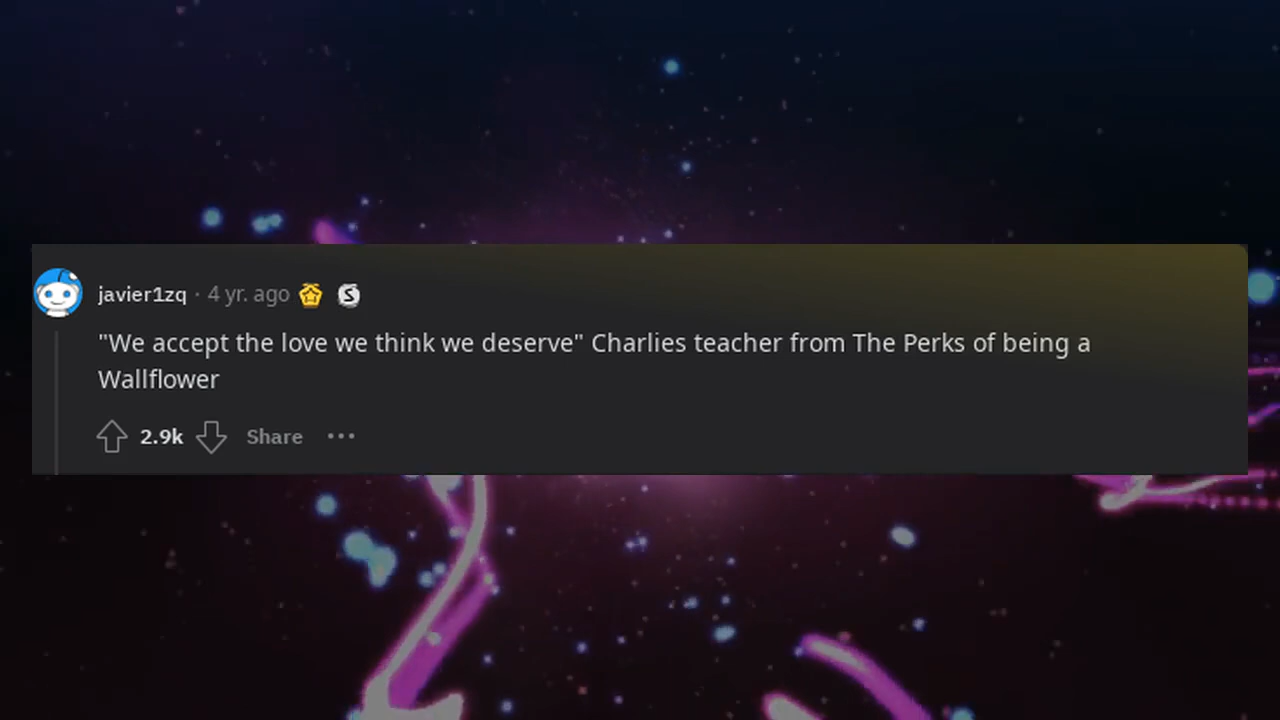 javier1zq · 4 yr. ago
"We accept the love we think we deserve" Charlies teacher from The Perks of being a
Wallflower
2.9k Share •••